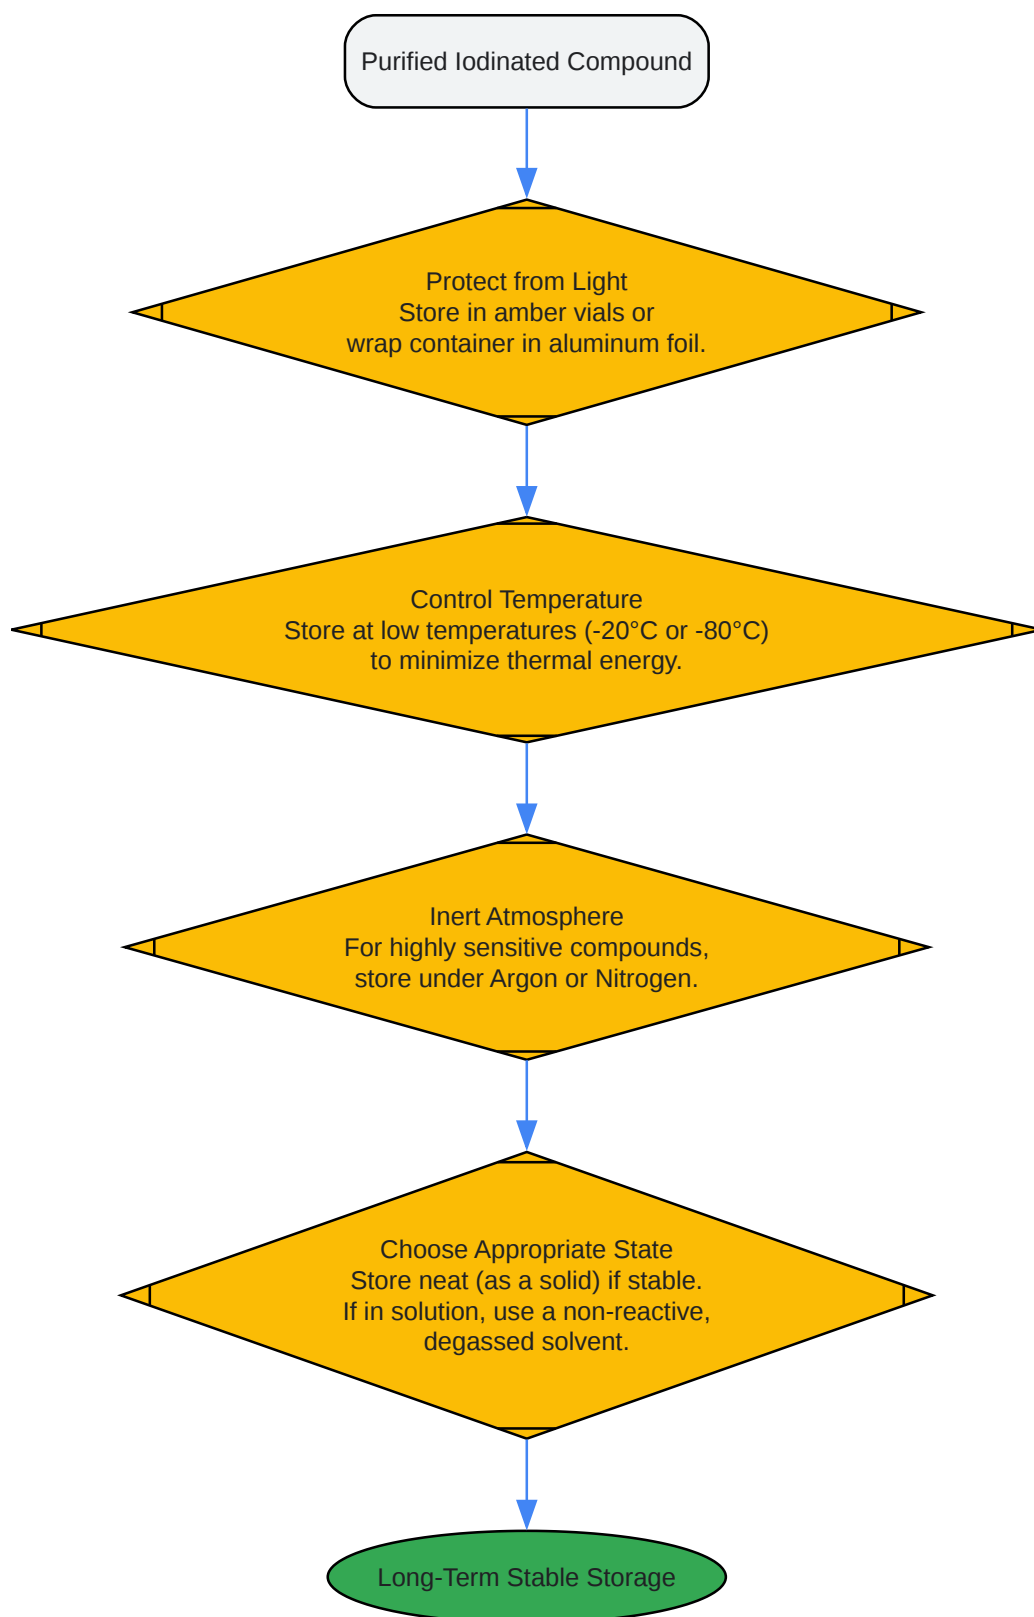 Purified Iodinated Compound
Protect from Light
Store in amber vials or
wrap container in aluminum foil.
Control Temperature
Store at low temperatures (-20°C or -80°C)
to minimize thermal energy.
Inert Atmosphere
For highly sensitive compounds,
store under Argon or Nitrogen.
Choose Appropriate State
Store neat (as a solid) if stable.
If in solution, use a non-reactive,
degassed solvent.
Long-Term Stable Storage